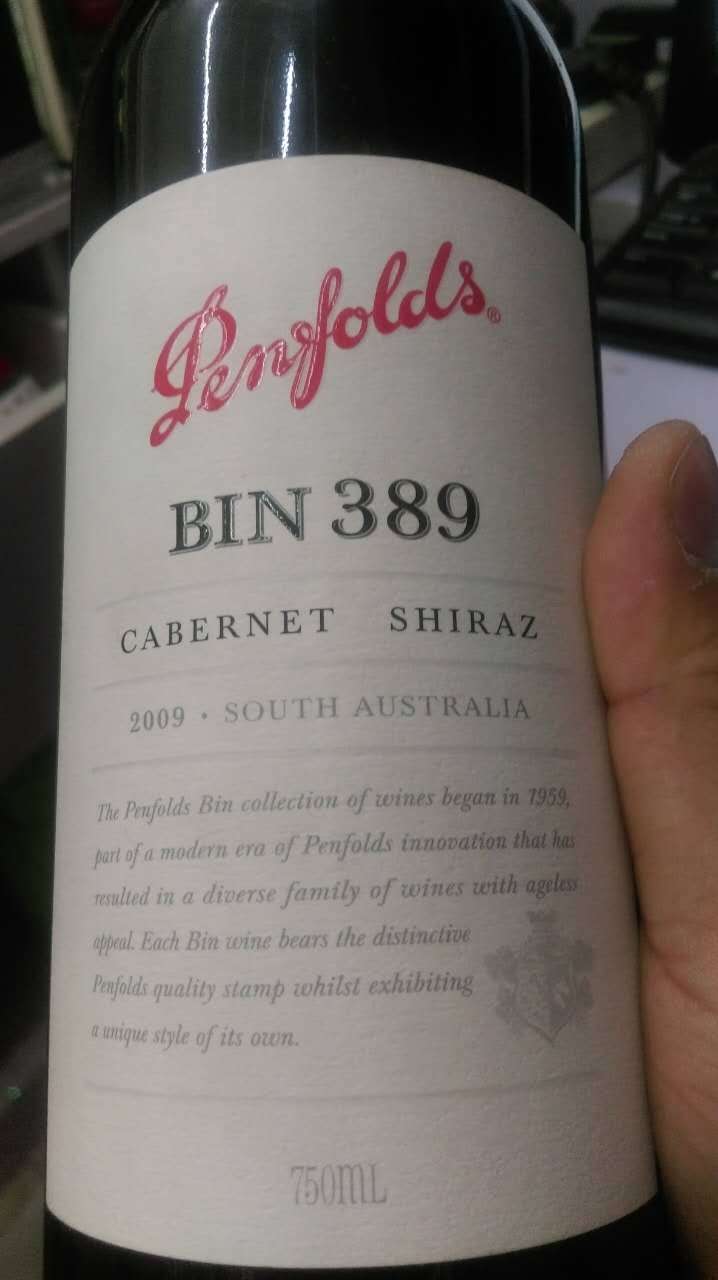 Penfolds®
BIN 389
CABERNET SHIRAZ
2009 · SOUTH AUSTRALIA
The Penfolds Bin collection of wines began in 1959,
part of a modern era of Penfolds innovation that has
resulted in a diverse family of wines with ageless
appeal. Each Bin wine bears the distinctive
Penfolds quality stamp whilst exhibiting
a unique style of its own.
750ML